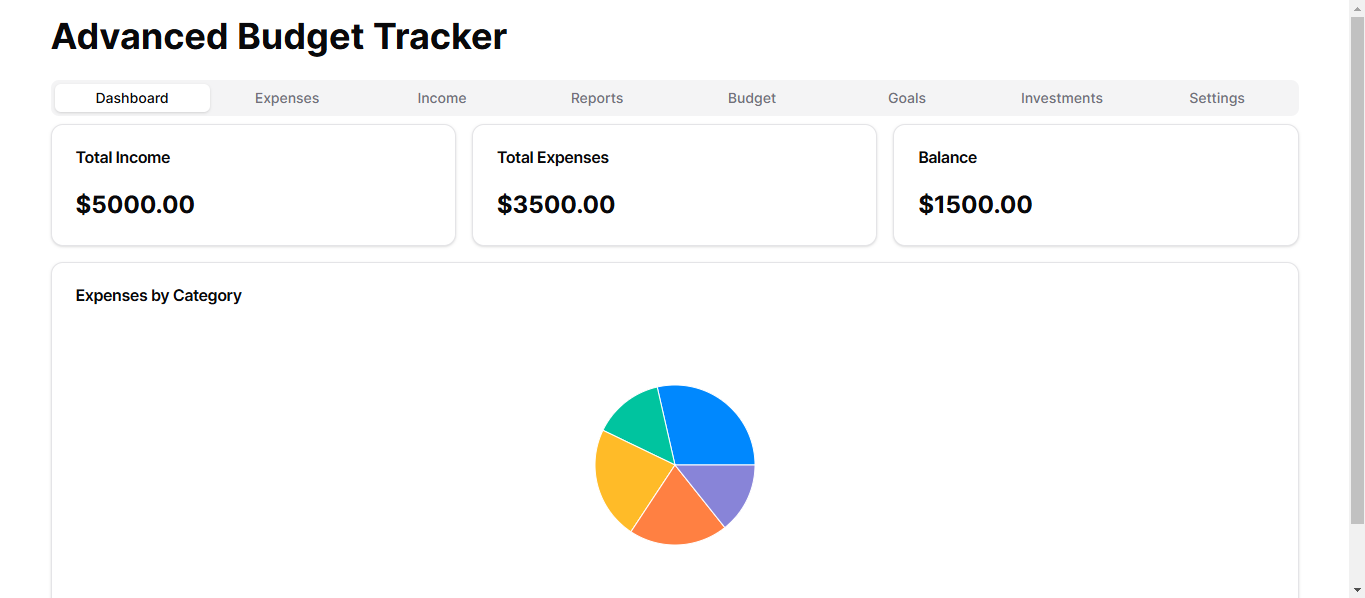 Advanced Budget Tracker
Dashboard Expenses Income Reports Budget Goals Investments Settings
Total Income
$5000.00
Total Expenses
$3500.00
Balance
$1500.00
Expenses by Category